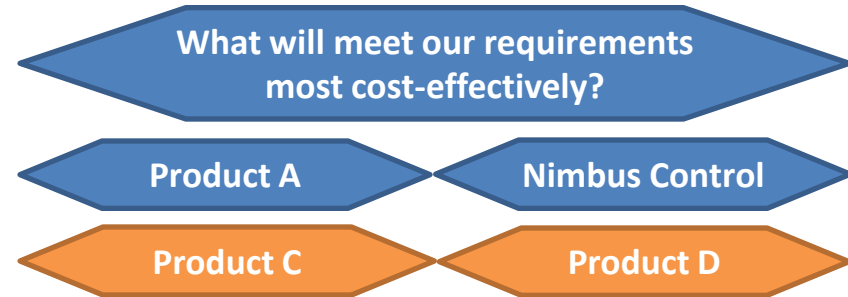 What will meet our requirements
most cost-effectively?
Product A
Nimbus Control
Product C
Product D